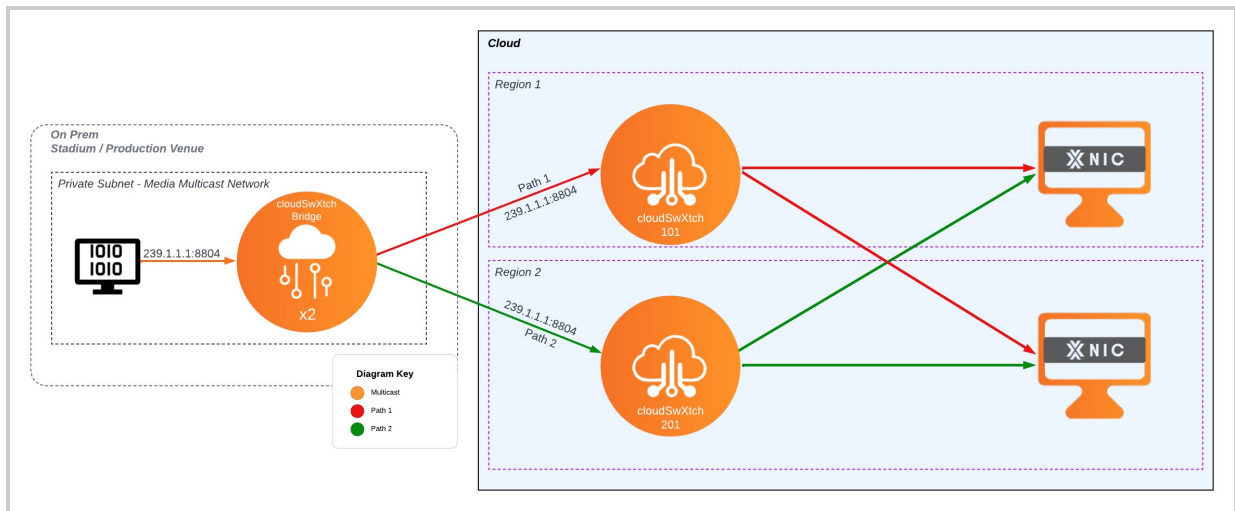 Cloud
Region 1
On Prem
Stadium / Production Venue
Private Subnet - Media Multicast Network
cloudSwXtch
Bridge
x2
1010
1010
239.1.1.1:8804
Path 1
239.1.1.1:8804
cloudSwXtch
101
XNIC
Region 2
239.1.1.1:8804
Path 2
cloudSwXtch
201
XNIC
Diagram Key
Multicast
Path 1
Path 2